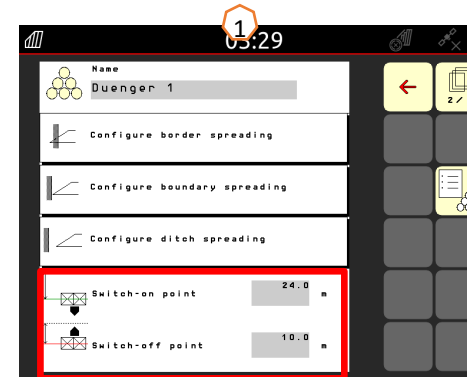 1
03:29
Name
Duenger 1
2 /
Configure border spreading
Configure boundary spreading
Configure ditch spreading
Switch-on point 24.0 m
Switch-off point 10.0 m